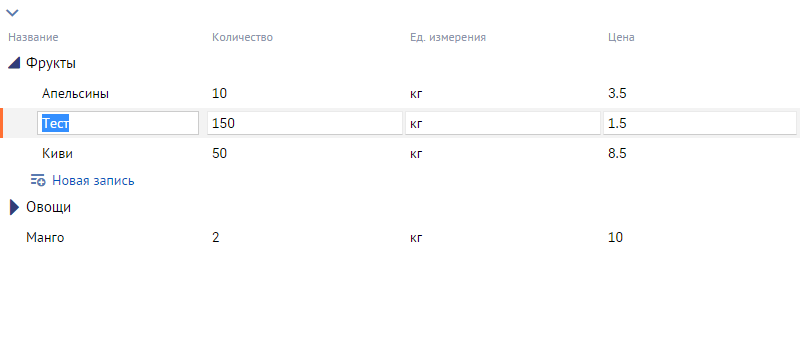 Название Количество Ед. измерения Цена
Фрукты
Апельсины 10 кг 3.5
Тест 150 кг 1.5
Киви 50 кг 8.5
Новая запись
Овощи
Манго 2 кг 10